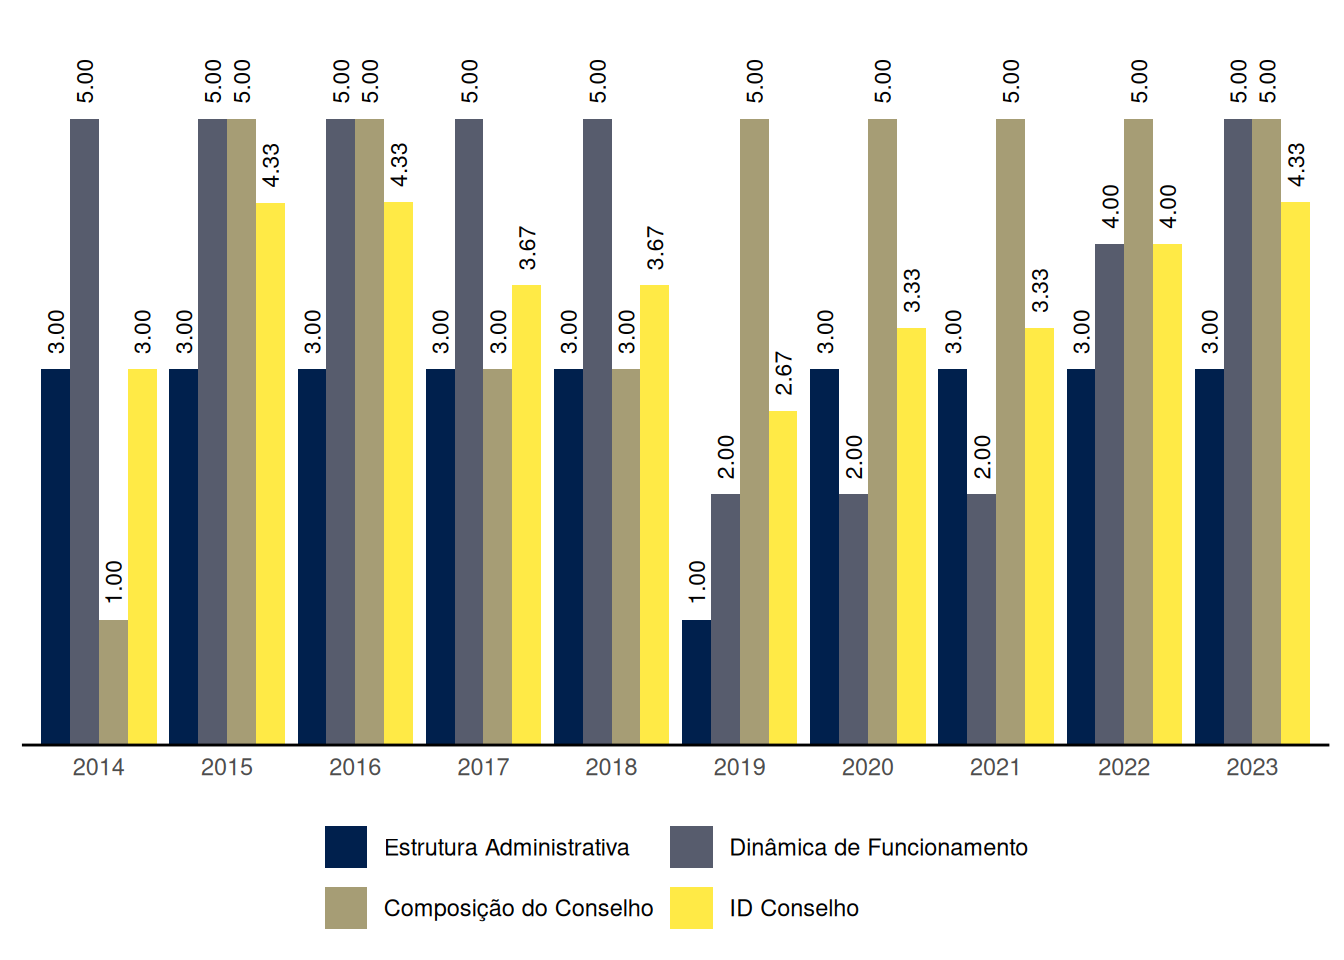 5.00 5.00 5.00 5.00 5.00 5.00 5.00 5.00 5.00 5.00 5.00 5.00 5.00
4.33 4.33 4.33
4.00 4.00
3.67 3.67
3.00 3.00 3.00 3.00 3.00 3.00 3.00 3.00 3.33 3.00 3.33 3.00 3.00
2.67
2.00 2.00 2.00
1.00 1.00
2014 2015 2016 2017 2018 2019 2020 2021 2022 2023
Estrutura Administrativa Dinâmica de Funcionamento
Composição do Conselho ID Conselho